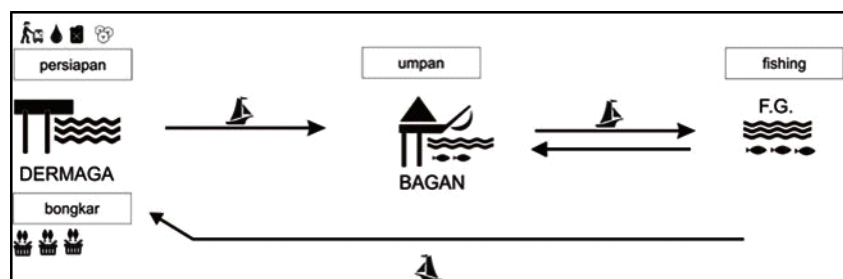 persiapan
umpan
fishing
F.G.
DERMAGA
BAGAN
bongkar